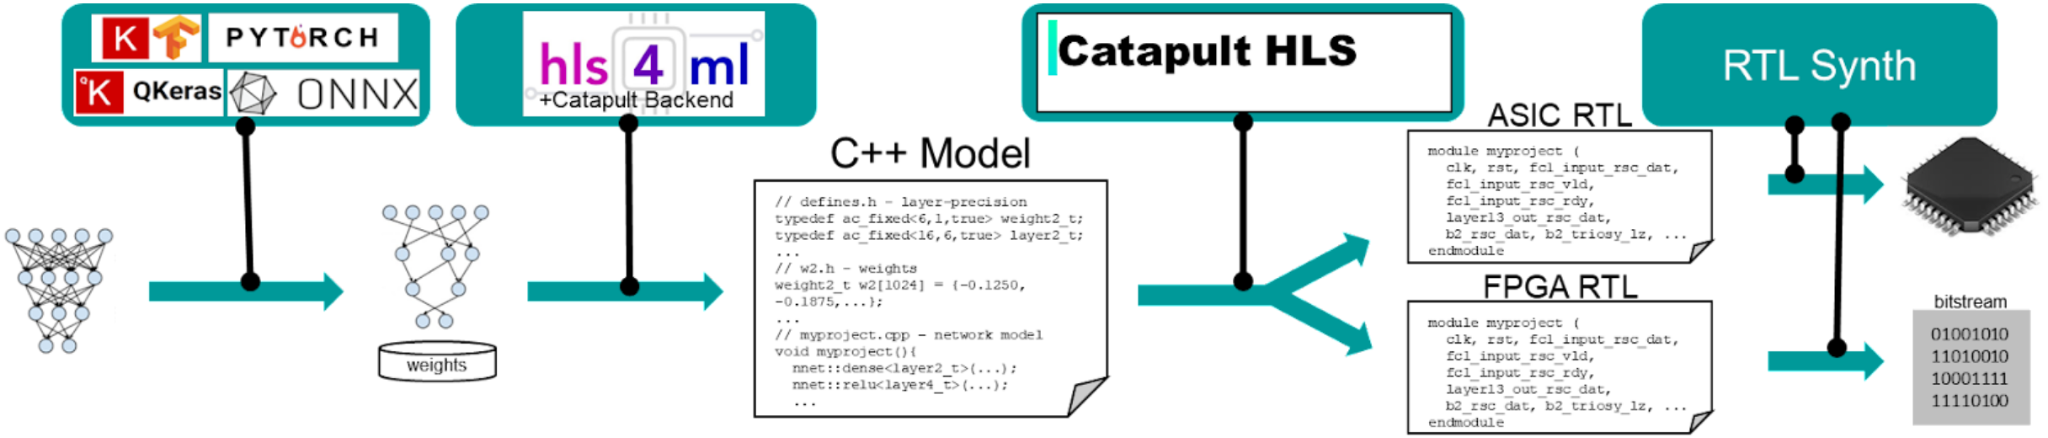 K PYTORCH
K QKeras ONNX
hls 4 ml
+Catapult Backend
Catapult HLS
RTL Synth
weights
C++ Model
// defines.h - layer-precision
typedef ac_fixed<6,1,true> weight2_t;
typedef ac_fixed<16,6,true> layer2_t;
...
// w2.h - weights
weight2_t w2[1024] = {-0.1250,
-0.1875,...};
...
// myproject.cpp - network model
void myproject(){
nnet::dense<layer2_t>(...);
nnet::relu<layer4_t>(...);
...
ASIC RTL
module myproject (
clk, rst, fc1_input_rsc_dat,
fc1_input_rsc_vld,
fc1_input_rsc_rdy,
layer13_out_rsc_dat,
b2_rsc_dat, b2_triosy_lz, ...
endmodule
FPGA RTL
module myproject (
clk, rst, fc1_input_rsc_dat,
fc1_input_rsc_vld,
fc1_input_rsc_rdy,
layer13_out_rsc_dat,
b2_rsc_dat, b2_triosy_lz, ...
endmodule
bitstream
01001010
11010010
10001111
11110100